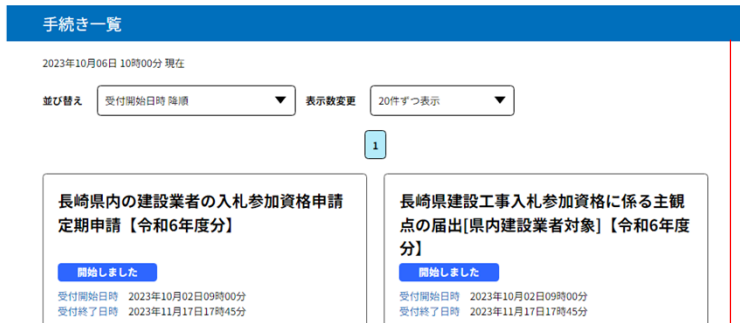 手続き一覧
2023年10月06日 10時00分 現在
並び替え 受付開始日時 降順 表示数変更 20件ずつ表示
1
長崎県内の建設業者の入札参加資格申請
定期申請【令和6年度分】
開始しました
受付開始日時 2023年10月02日09時00分
受付終了日時 2023年11月17日17時45分
長崎県建設工事入札参加資格に係る主観
点の届出[県内建設業者対象]【令和6年度
分】
開始しました
受付開始日時 2023年10月02日09時00分
受付終了日時 2023年11月17日17時45分